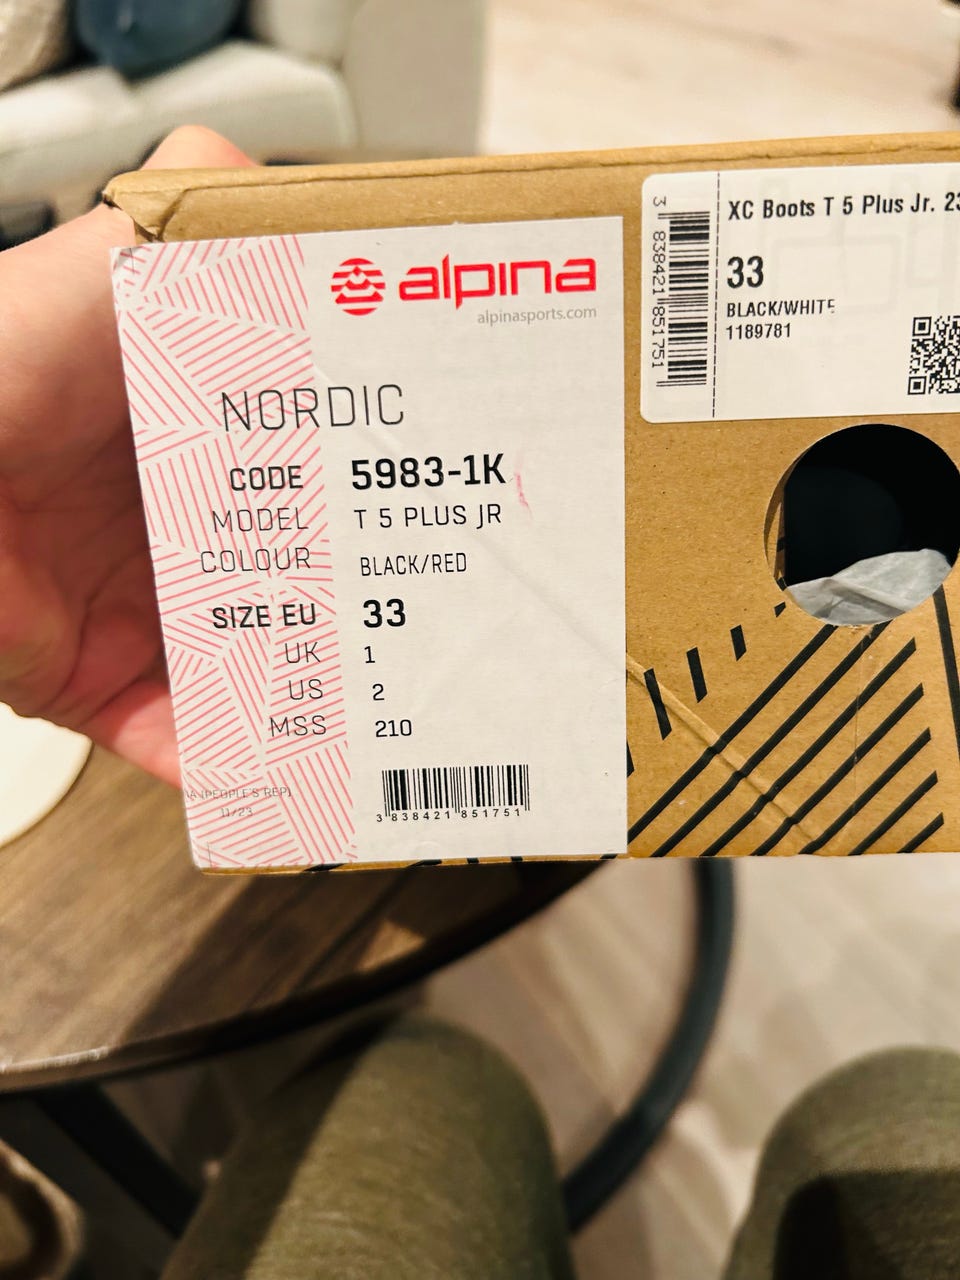 alpina
alpinasports.com
NORDIC
CODE 5983-1K
MODEL T 5 PLUS JR
COLOUR BLACK/RED
SIZE EU 33
UK 1
US 2
MSS 210
(PEOPLE'S REP)
11/23
3 838421 851751
XC Boots T 5 Plus Jr.
33
BLACK/WHITE
1189781
3 838421 851751